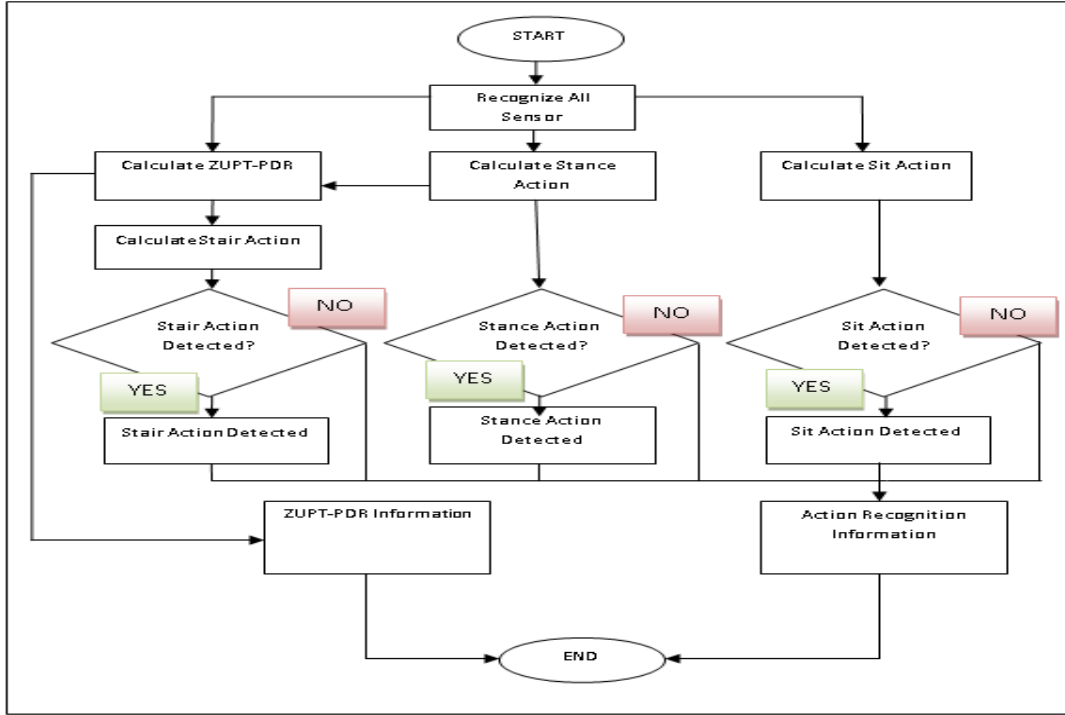 START
Recognize All
Sensor
Calculate ZUPT-PDR
Calculate Stance
Action
Calculate Sit Action
Calculate Stair Action
Stair Action
Detected?
NO
YES
Stance Action
Detected?
NO
YES
Sit Action
Detected?
NO
YES
Stair Action Detected
Stance Action
Detected
Sit Action Detected
ZUPT-PDR Information
Action Recognition
Information
END